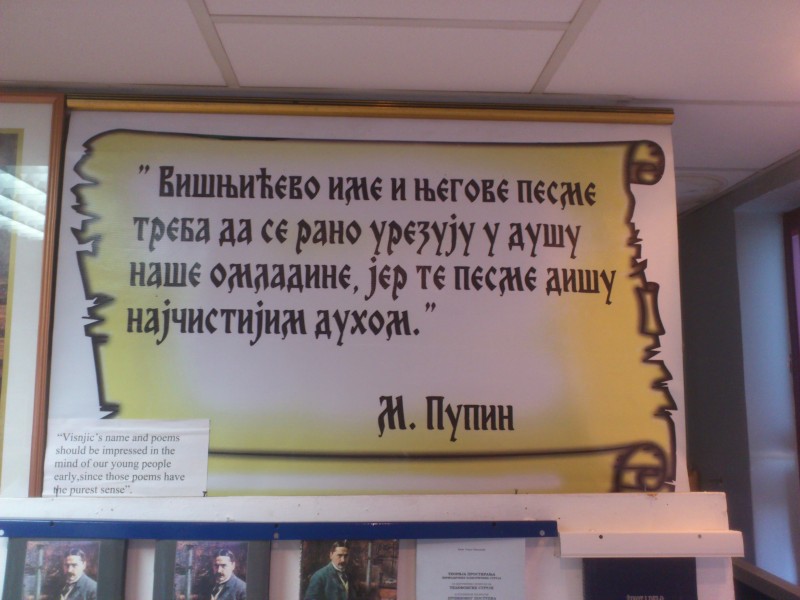 " Вишњићево име и његове песме
треба да се рано урезују у душу
наше омладине, јер те песме дишу
најчистијим духом."
М. Пупин
"Visnjic's name and poems
should be impressed in the
mind of our young people
early,since those poems have
the purest sense".